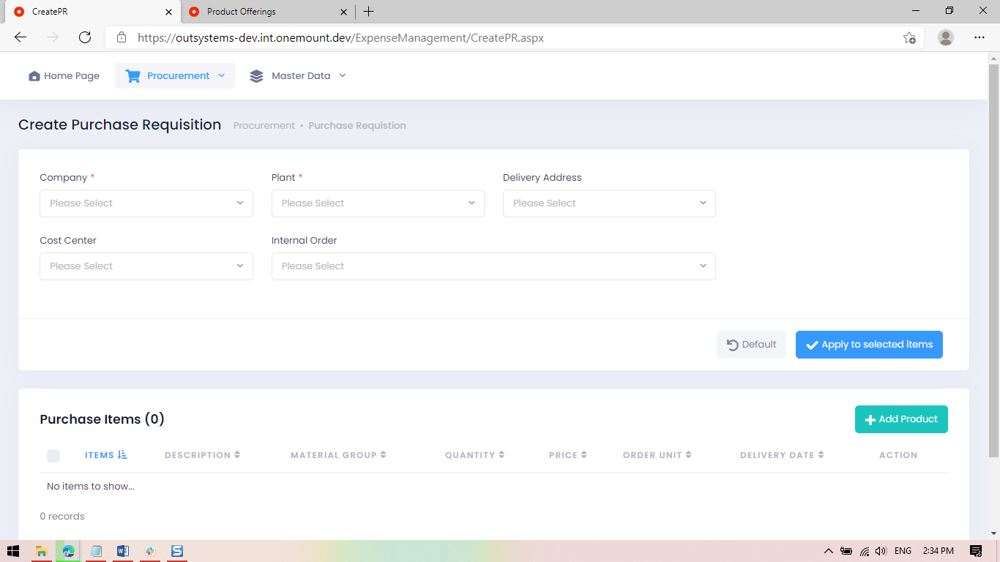 CreatePR
Product Offerings
https://outsystems-dev.int.onemount.dev/ExpenseManagement/CreatePR.aspx
Home Page
Procurement
Master Data
Create Purchase Requisition
Procurement • Purchase Requistion
Company *
Plant *
Delivery Address
Please Select
Please Select
Please Select
Cost Center
Internal Order
Please Select
Please Select
Default
Apply to selected items
Purchase Items (0)
Add Product
ITEMS
DESCRIPTION
MATERIAL GROUP
QUANTITY
PRICE
ORDER UNIT
DELIVERY DATE
ACTION
No items to show...
0 records
ENG
2:34 PM